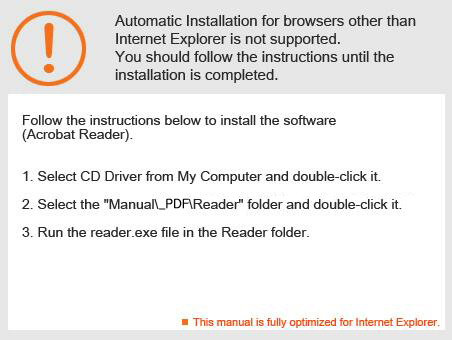 Automatic Installation for browsers other than
Internet Explorer is not supported.
You should follow the instructions until the
installation is completed.
Follow the instructions below to install the software
(Acrobat Reader).
1. Select CD Driver from My Computer and double-click it.
2. Select the "Manual\_PDF\Reader" folder and double-click it.
3. Run the reader.exe file in the Reader folder.
This manual is fully optimized for Internet Explorer.